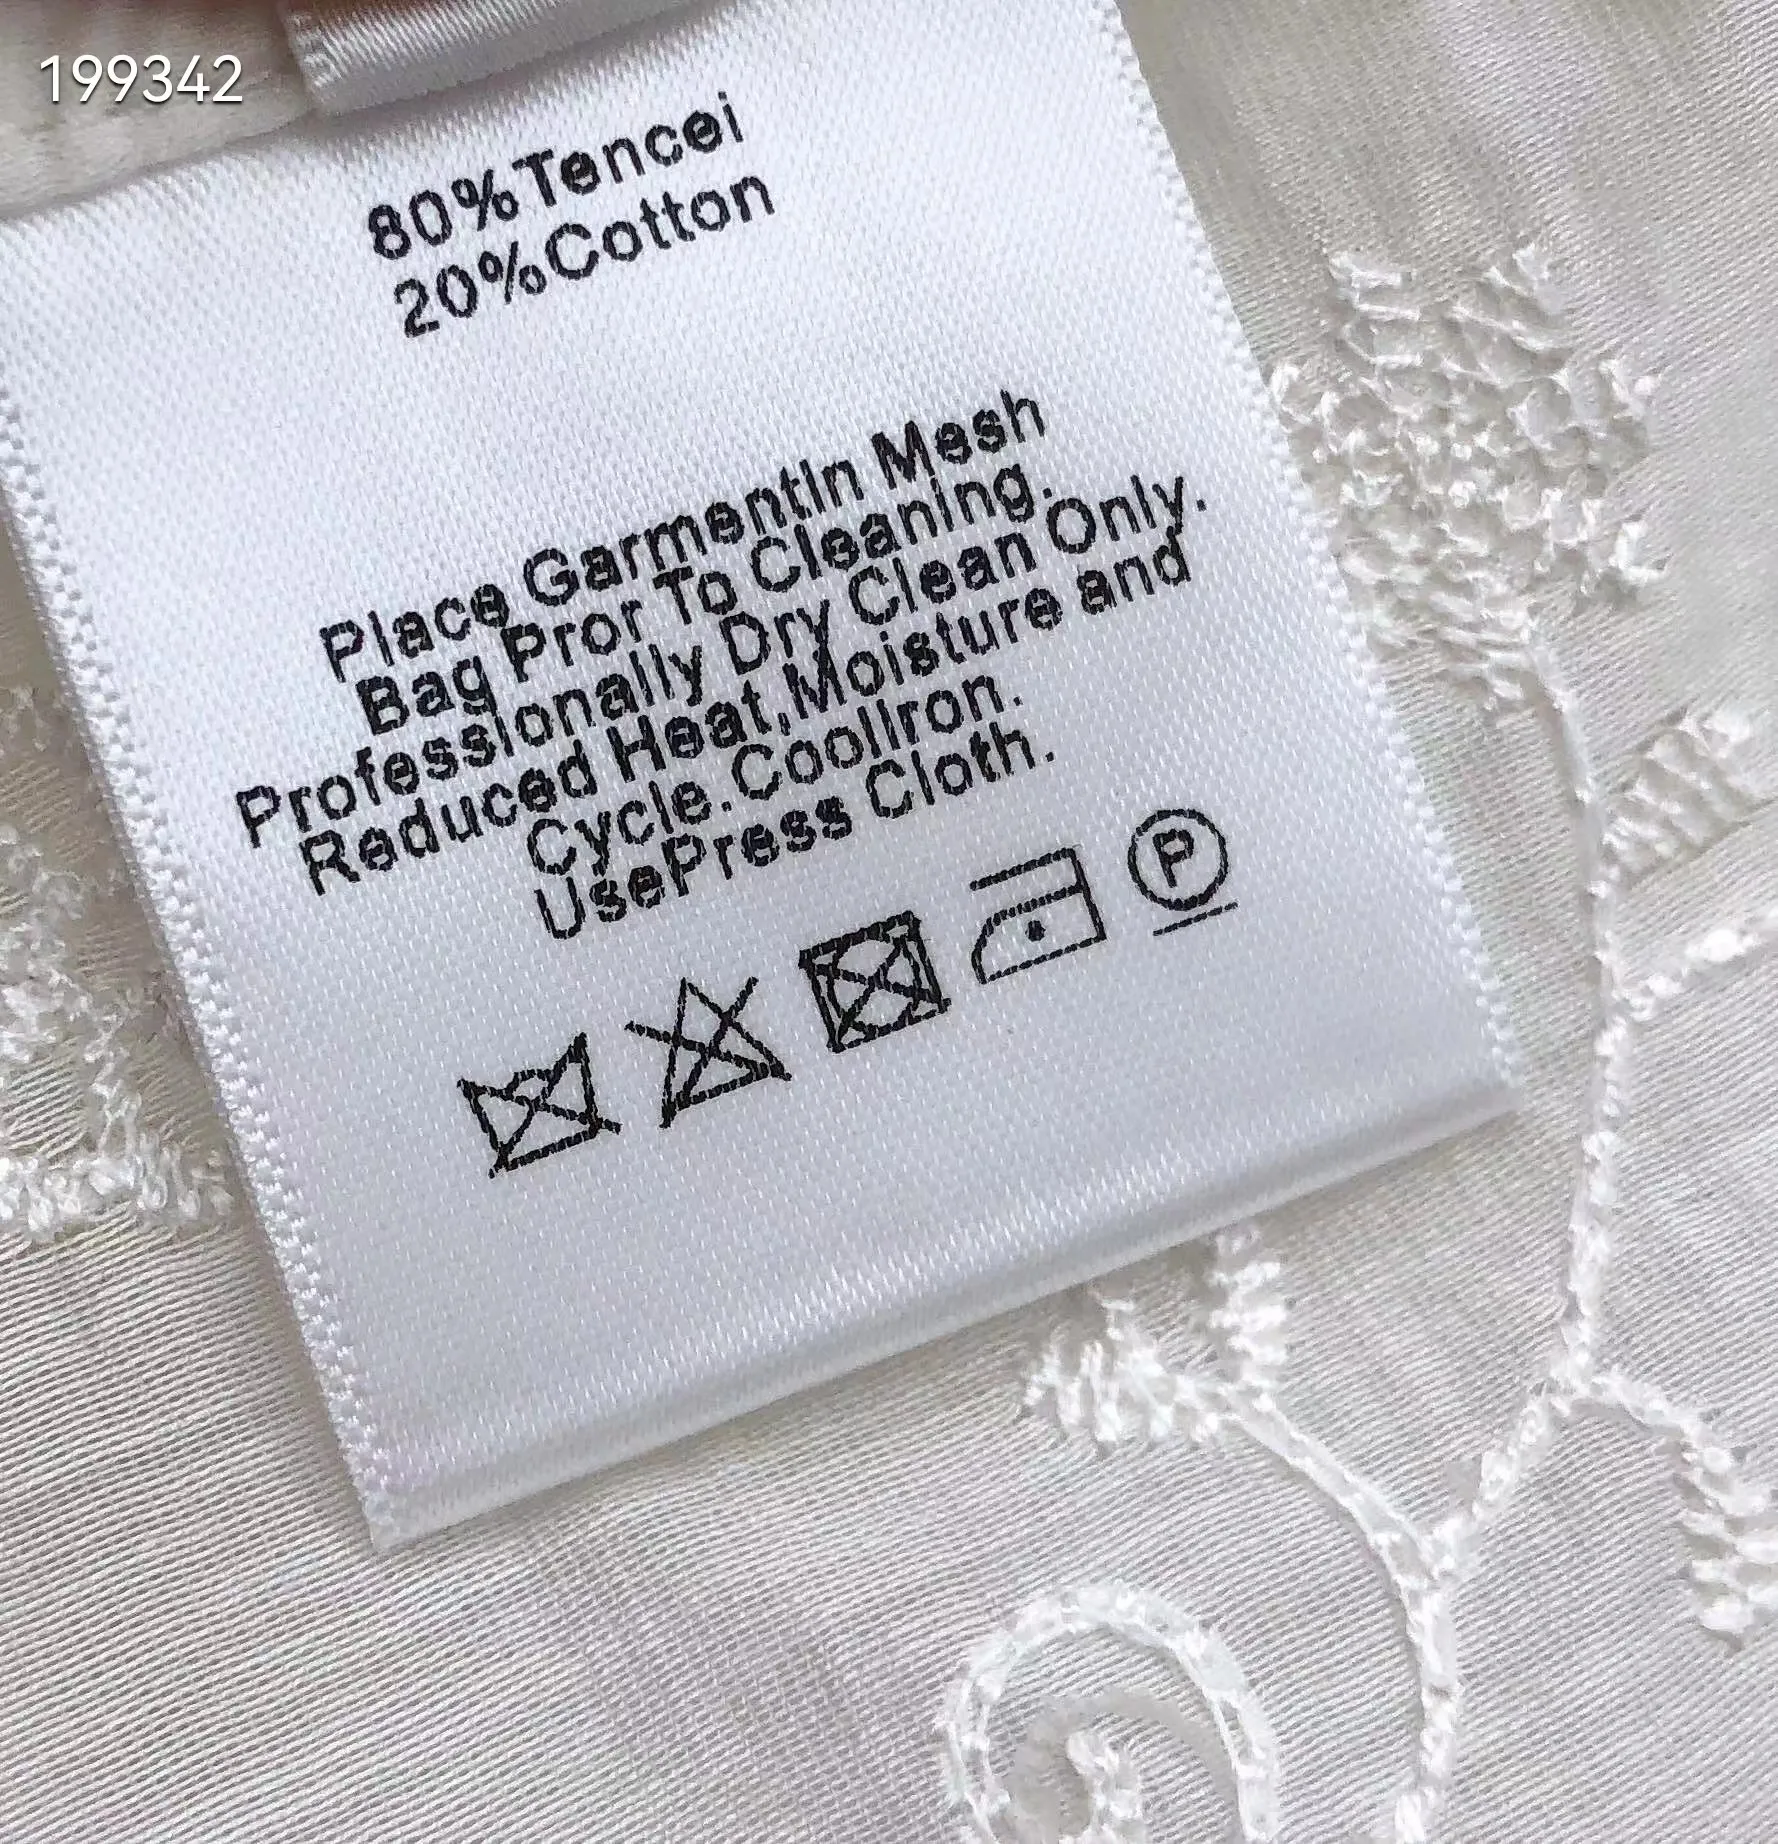 199342
80%Tencei
20%Cotton
Place Garmentln Mesh
Bag Pror To Cleaning.
Professionally Dry Clean Only.
Reduced Heat,Moisture and
Cycle.CoolIron.
UsePress Cloth.
P